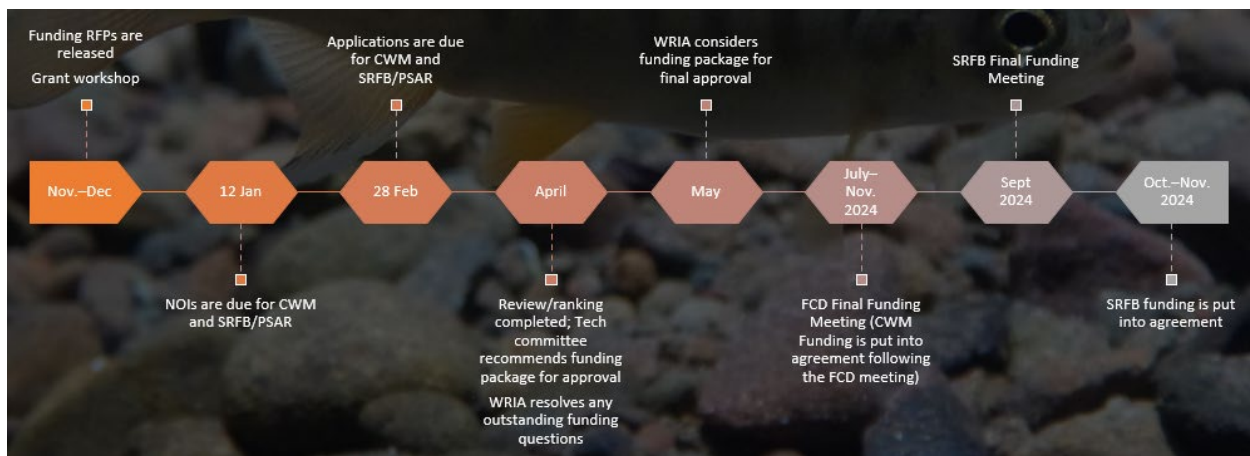 Funding RFPs are
released
Grant workshop
Applications are due
for CWM and
SRFB/PSAR
WRIA considers
funding package for
final approval
SRFB Final Funding
Meeting
Nov.–Dec
12 Jan
28 Feb
April
May
July–
Nov.
2024
Sept
2024
Oct.–Nov.
2024
NOIs are due for CWM
and SRFB/PSAR
Review/ranking
completed; Tech
committee
recommends funding
package for approval
WRIA resolves any
outstanding funding
questions
FCD Final Funding
Meeting (CWM
Funding is put into
agreement following
the FCD meeting)
SRFB funding is put
into agreement